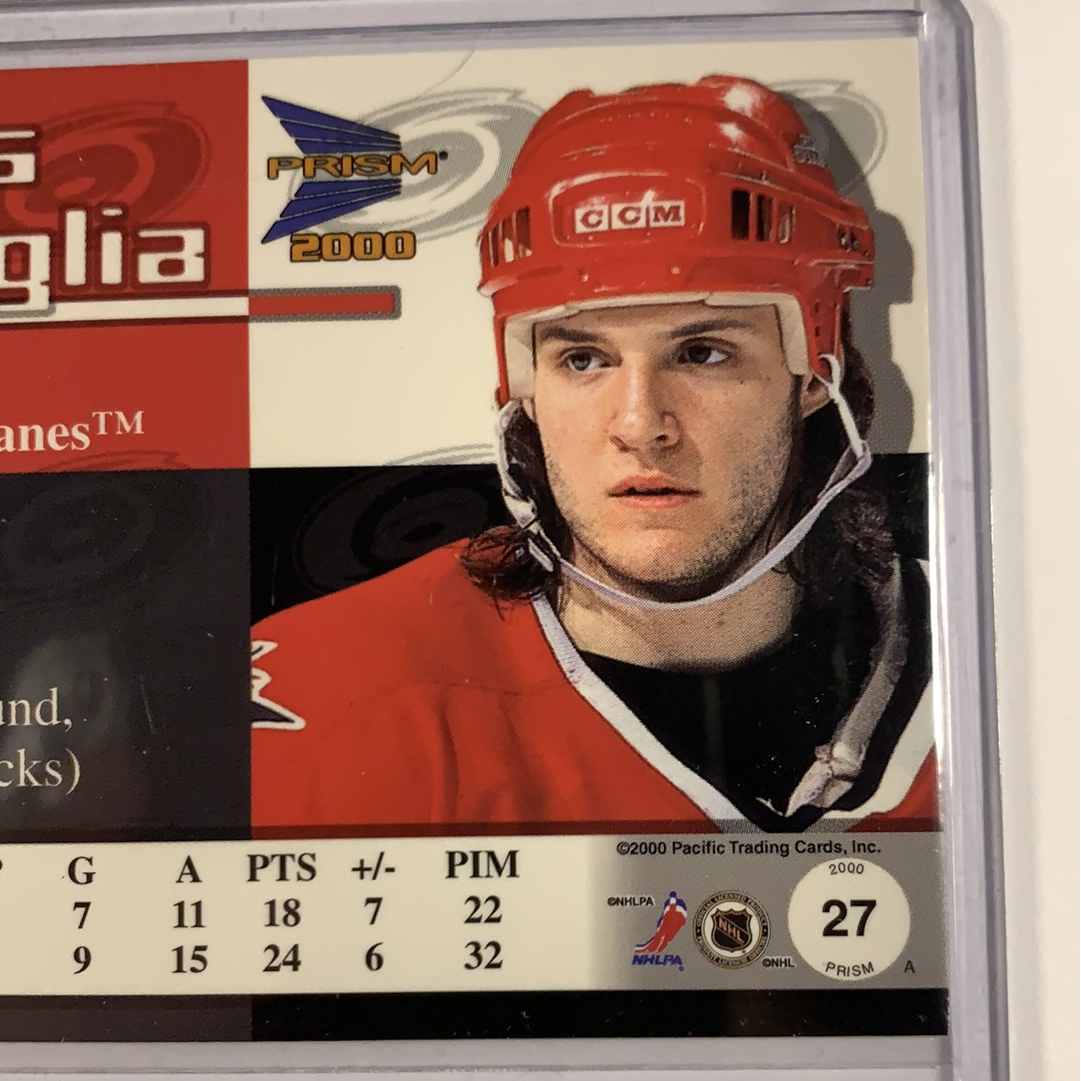 PRISM®
2000
glia
CCM
anes™
und,
cks)
©2000 Pacific Trading Cards, Inc.
G A PTS +/- PIM
7 11 18 7 22
9 15 24 6 32
©NHLPA
NHLPA
NHL
©NHL
2000
27
PRISM
A